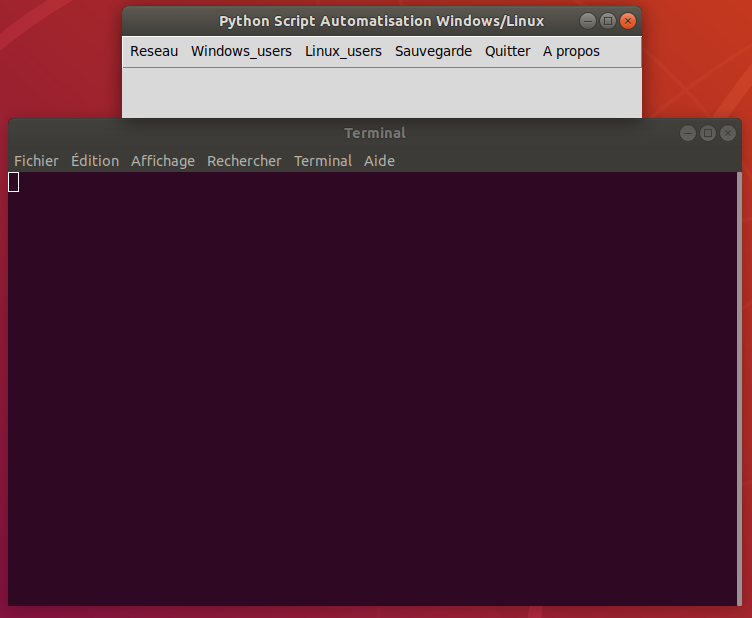 Python Script Automatisation Windows/Linux
Reseau Windows_users Linux_users Sauvegarde Quitter A propos
Terminal
Fichier Édition Affichage Rechercher Terminal Aide